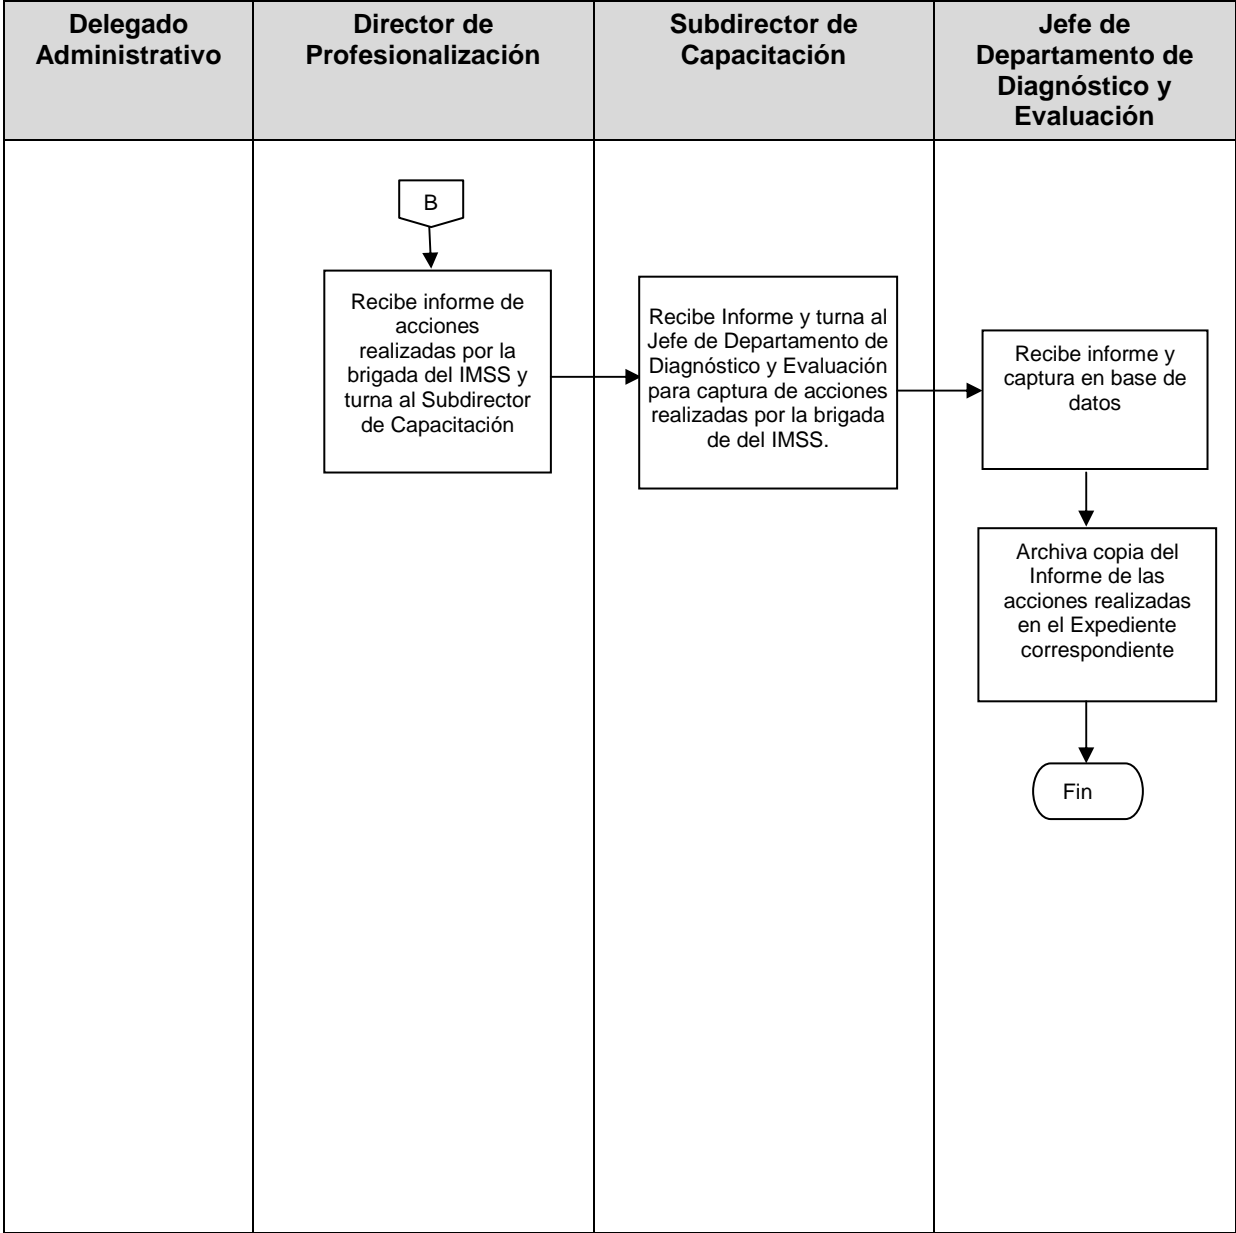 Delegado
Administrativo
Director de
Profesionalización
Subdirector de
Capacitación
Jefe de
Departamento de
Diagnóstico y
Evaluación
B
Recibe informe de
acciones
realizadas por la
brigada del IMSS y
turna al Subdirector
de Capacitación
Recibe Informe y turna al
Jefe de Departamento de
Diagnóstico y Evaluación
para captura de acciones
realizadas por la brigada
de del IMSS.
Recibe informe y
captura en base de
datos
Archiva copia del
Informe de las
acciones realizadas
en el Expediente
correspondiente
Fin